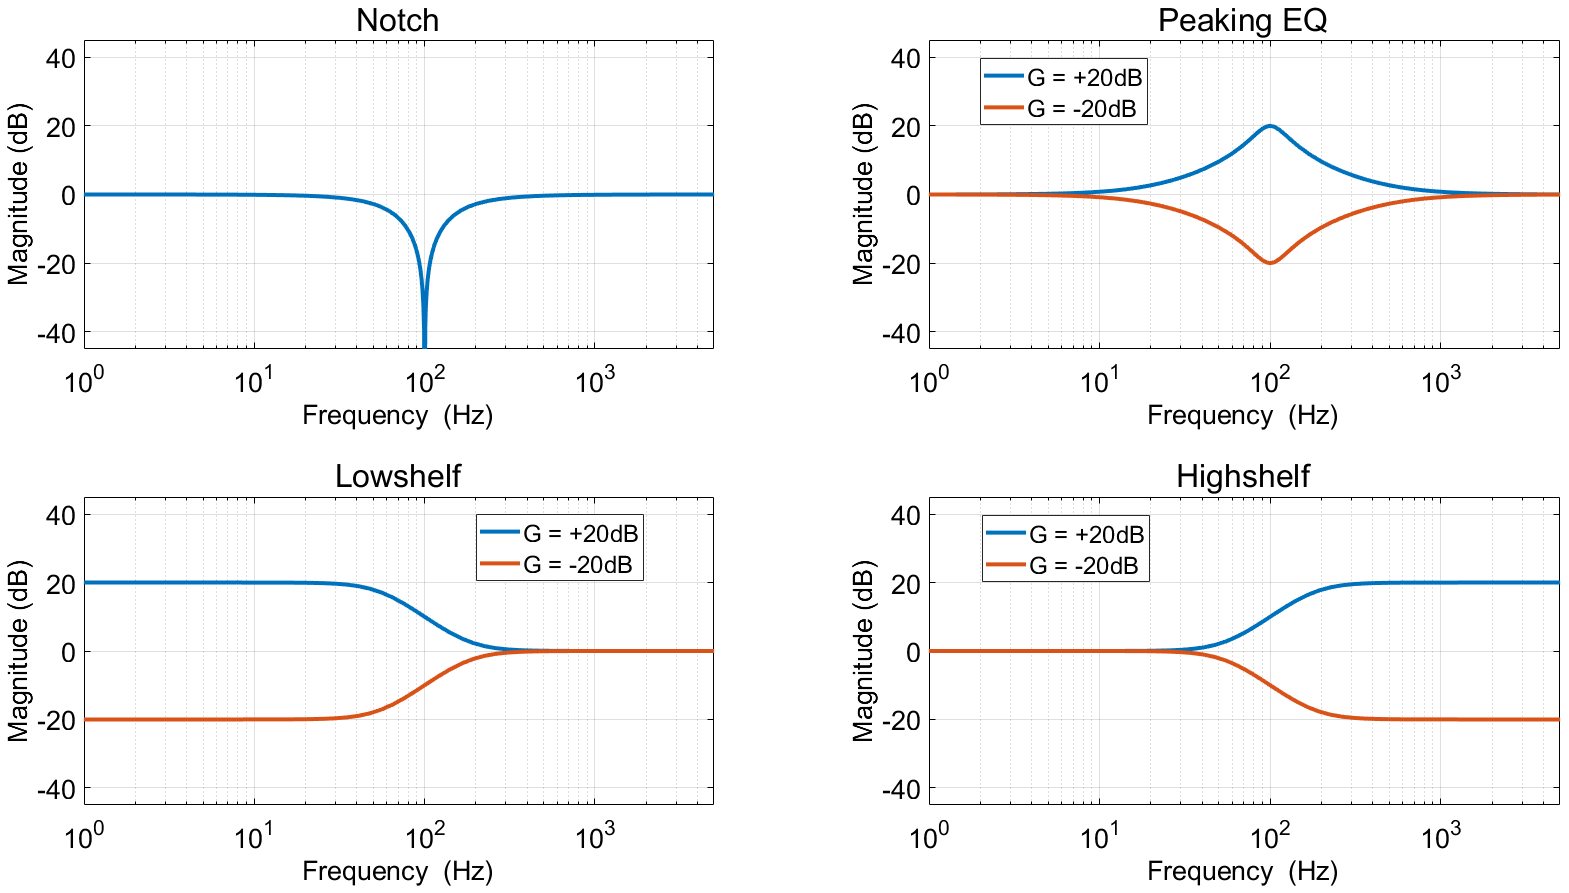 Notch
40
20
0
-20
-40
Magnitude (dB)
10^0 10^1 10^2 10^3
Frequency (Hz)
Peaking EQ
G = +20dB
G = -20dB
40
20
0
-20
-40
Magnitude (dB)
10^0 10^1 10^2 10^3
Frequency (Hz)
Lowshelf
G = +20dB
G = -20dB
40
20
0
-20
-40
Magnitude (dB)
10^0 10^1 10^2 10^3
Frequency (Hz)
Highshelf
G = +20dB
G = -20dB
40
20
0
-20
-40
Magnitude (dB)
10^0 10^1 10^2 10^3
Frequency (Hz)